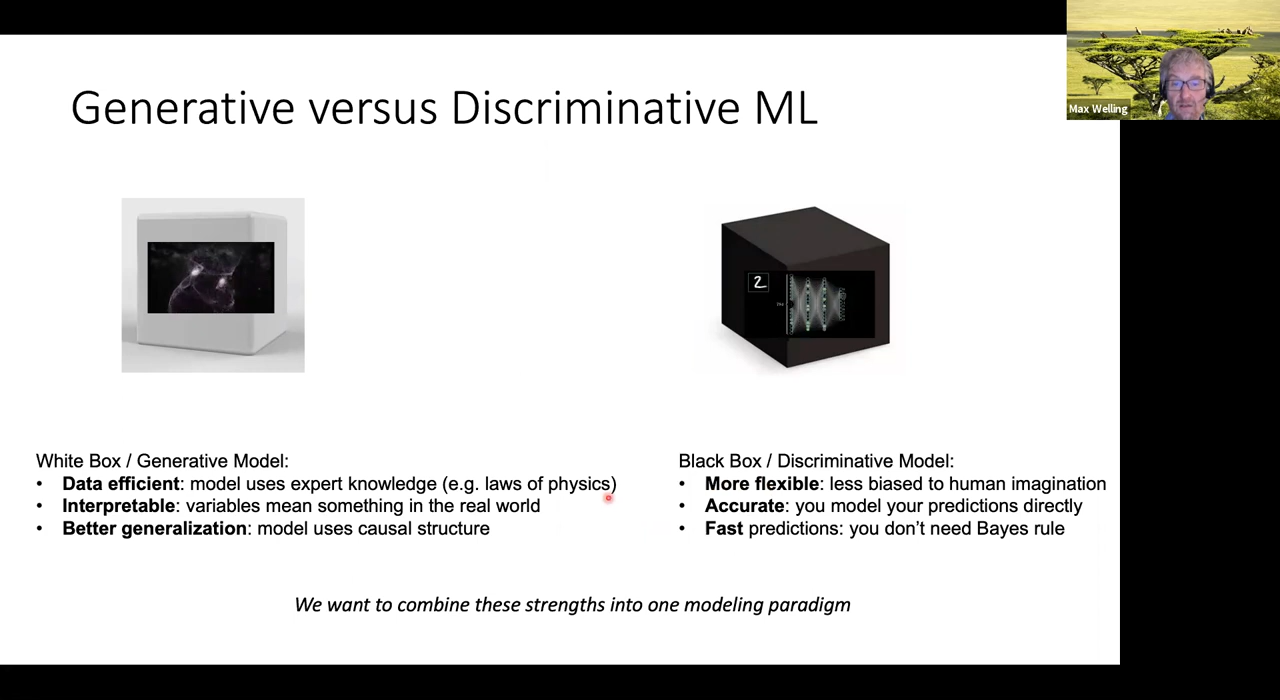 Generative versus Discriminative ML
Max Welling
2
White Box / Generative Model:
• Data efficient: model uses expert knowledge (e.g. laws of physics)
• Interpretable: variables mean something in the real world
• Better generalization: model uses causal structure
Black Box / Discriminative Model:
• More flexible: less biased to human imagination
• Accurate: you model your predictions directly
• Fast predictions: you don’t need Bayes rule
We want to combine these strengths into one modeling paradigm